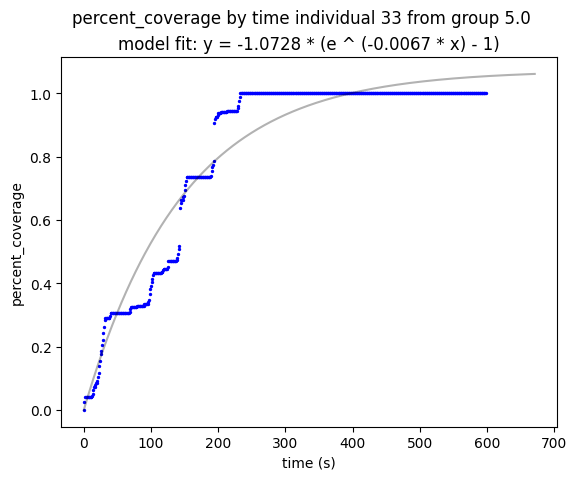 percent_coverage by time individual 33 from group 5.0
model fit: y = -1.0728 * (e ^ (-0.0067 * x) - 1)
percent_coverage
1.0
0.8
0.6
0.4
0.2
0.0
0 100 200 300 400 500 600 700
time (s)